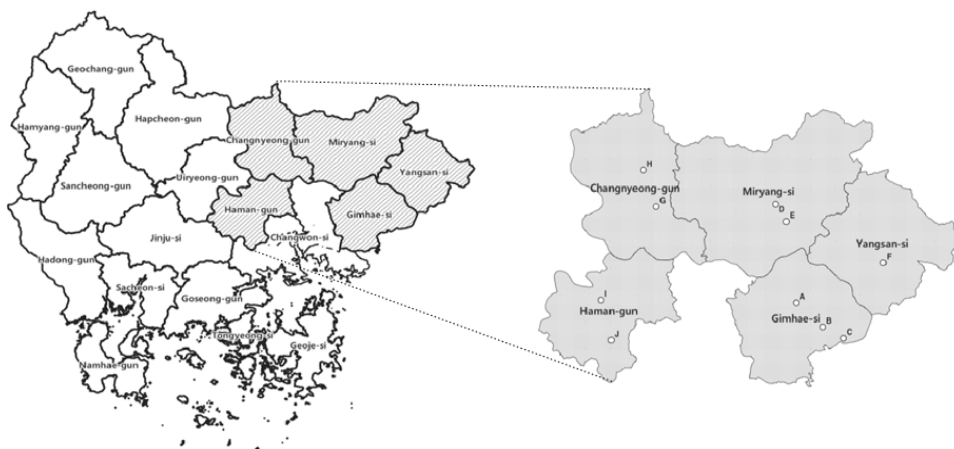 Geochang-gun
Hamyang-gun
Hapcheon-gun
Changnyeong-gun
Miryang-si
Yangsan-si
Sancheong-gun
Uiryeong-gun
Haman-gun
Gimhae-si
Jinju-si
Changwon-si
Hadong-gun
Sacheon-si
Goseong-gun
Tongyeong-si
Geoje-si
Namhae-gun
H
Changnyeong-gun
G
Miryang-si
D
E
Yangsan-si
F
I
Haman-gun
J
A
Gimhae-si
B
C